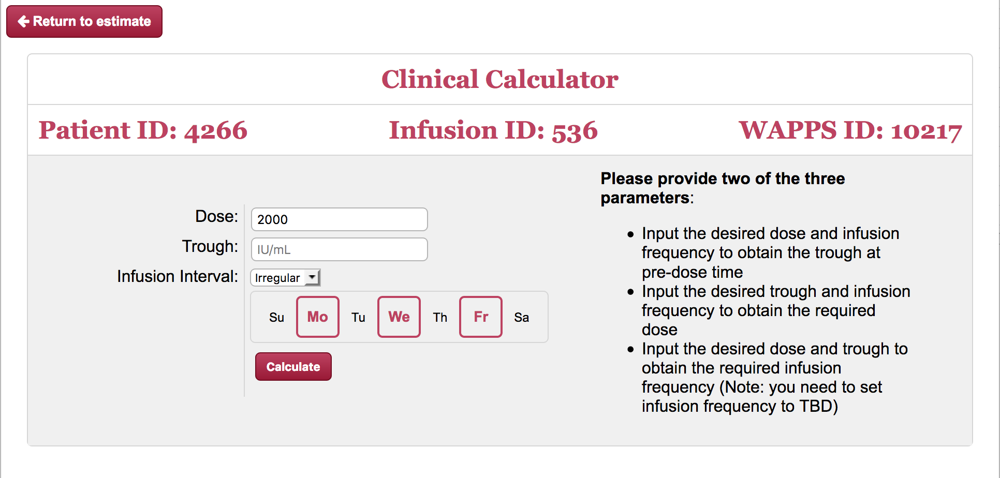 Return to estimate
Clinical Calculator
Patient ID: 4266 Infusion ID: 536 WAPPS ID: 10217
Dose: 2000
Trough: IU/mL
Infusion Interval: Irregular
Su Mo Tu We Th Fr Sa
Calculate
Please provide two of the three
parameters:
• Input the desired dose and infusion
frequency to obtain the trough at
pre-dose time
• Input the desired trough and infusion
frequency to obtain the required
dose
• Input the desired dose and trough to
obtain the required infusion
frequency (Note: you need to set
infusion frequency to TBD)